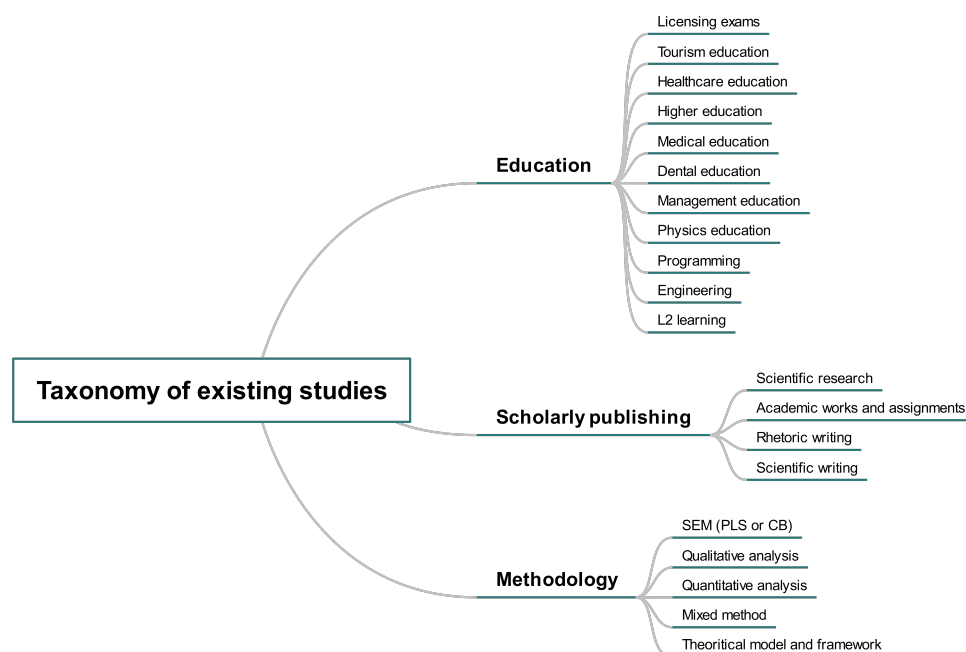 Taxonomy of existing studies
Education
Licensing exams
Tourism education
Healthcare education
Higher education
Medical education
Dental education
Management education
Physics education
Programming
Engineering
L2 learning
Scholarly publishing
Scientific research
Academic works and assignments
Rhetoric writing
Scientific writing
Methodology
SEM (PLS or CB)
Qualitative analysis
Quantitative analysis
Mixed method
Theoritical model and framework